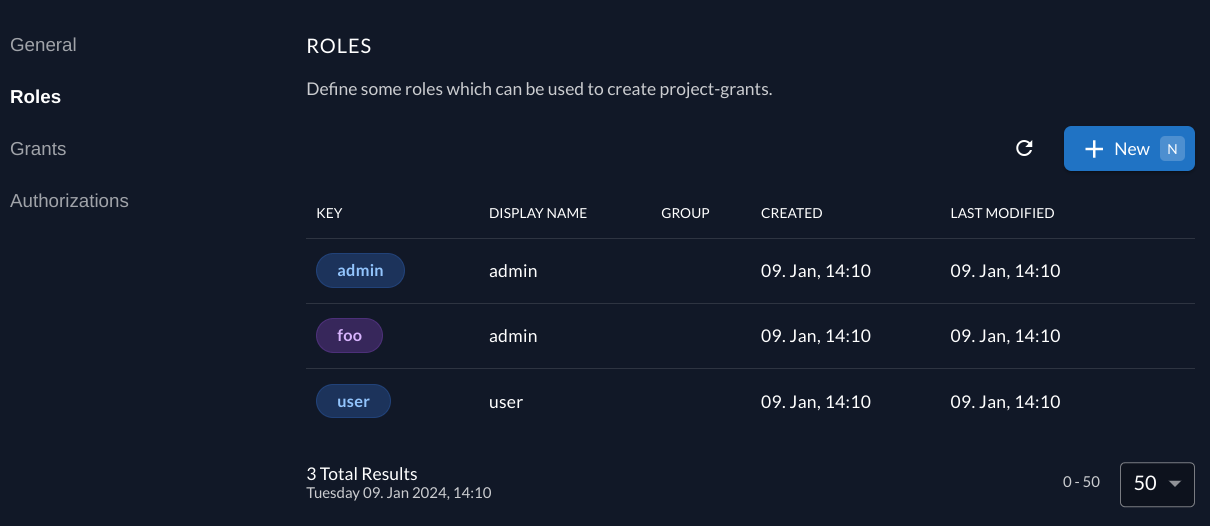 General
Roles
Grants
Authorizations
ROLES
Define some roles which can be used to create project-grants.
New N
KEY DISPLAY NAME GROUP CREATED LAST MODIFIED
admin admin 09. Jan, 14:10 09. Jan, 14:10
foo admin 09. Jan, 14:10 09. Jan, 14:10
user user 09. Jan, 14:10 09. Jan, 14:10
3 Total Results
Tuesday 09. Jan 2024, 14:10
0 - 50 50